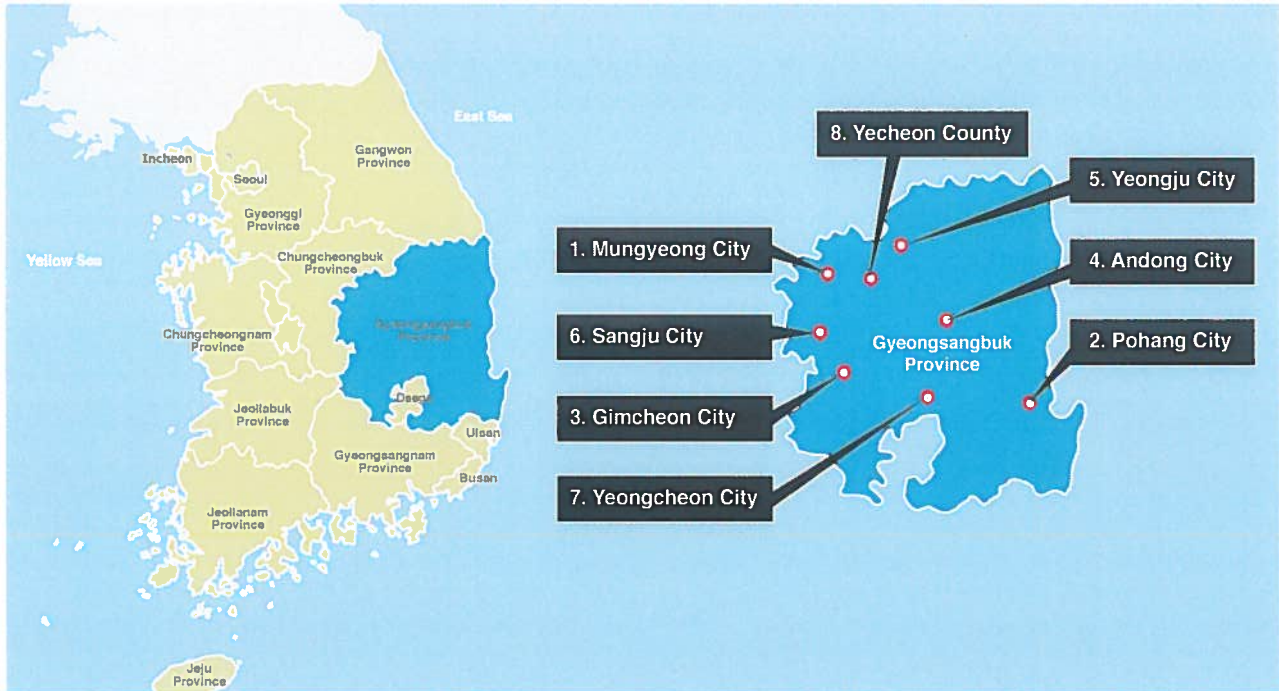 East Sea
Incheon
Seoul
Gangwon
Province
Gyeonggi
Province
Yellow Sea
Chungcheongbuk
Province
Chungcheongnam
Province
Gyeongsangbuk
Province
Daegu
Jeollabuk
Province
Ulsan
Gyeongsangnam
Province
Busan
Jeollanam
Province
Jeju
Province
8. Yecheon County
5. Yeongju City
1. Mungyeong City
4. Andong City
6. Sangju City
2. Pohang City
Gyeongsangbuk
Province
3. Gimcheon City
7. Yeongcheon City